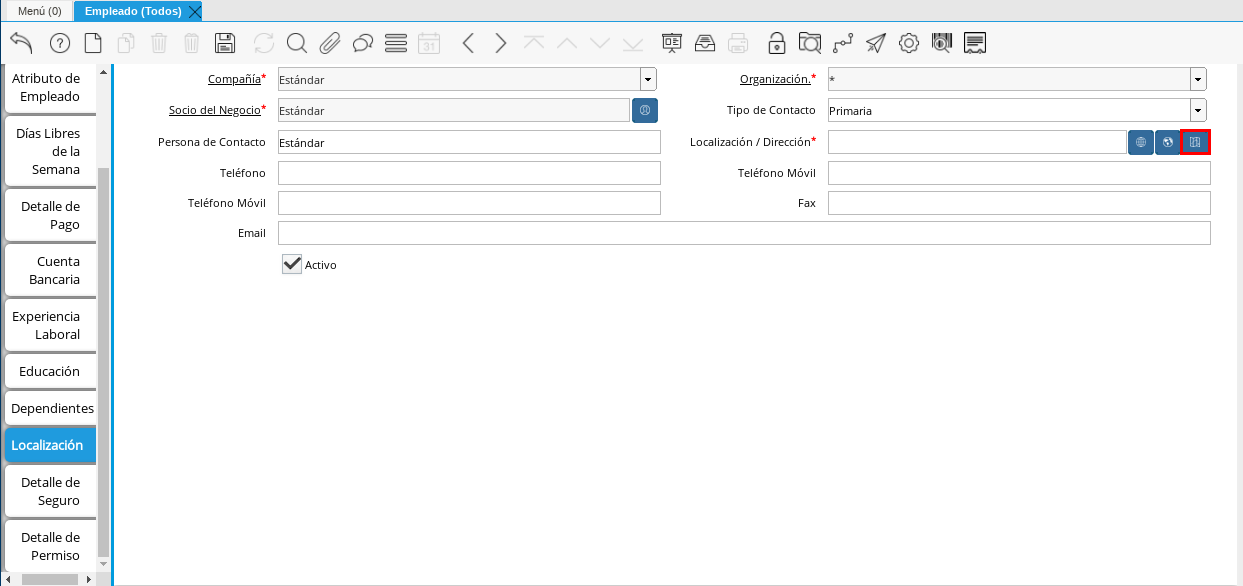 Menú (0)
Empleado (Todos)
31
Atributo de
Empleado
Días Libres
de la
Semana
Detalle de
Pago
Cuenta
Bancaria
Experiencia
Laboral
Educación
Dependientes
Localización
Detalle de
Seguro
Detalle de
Permiso
Compañía* Estándar
Organización.* *
Socio del Negocio* Estándar
Tipo de Contacto Primaria
Persona de Contacto Estándar
Localización / Dirección*
Teléfono
Teléfono Móvil
Teléfono Móvil
Fax
Email
Activo